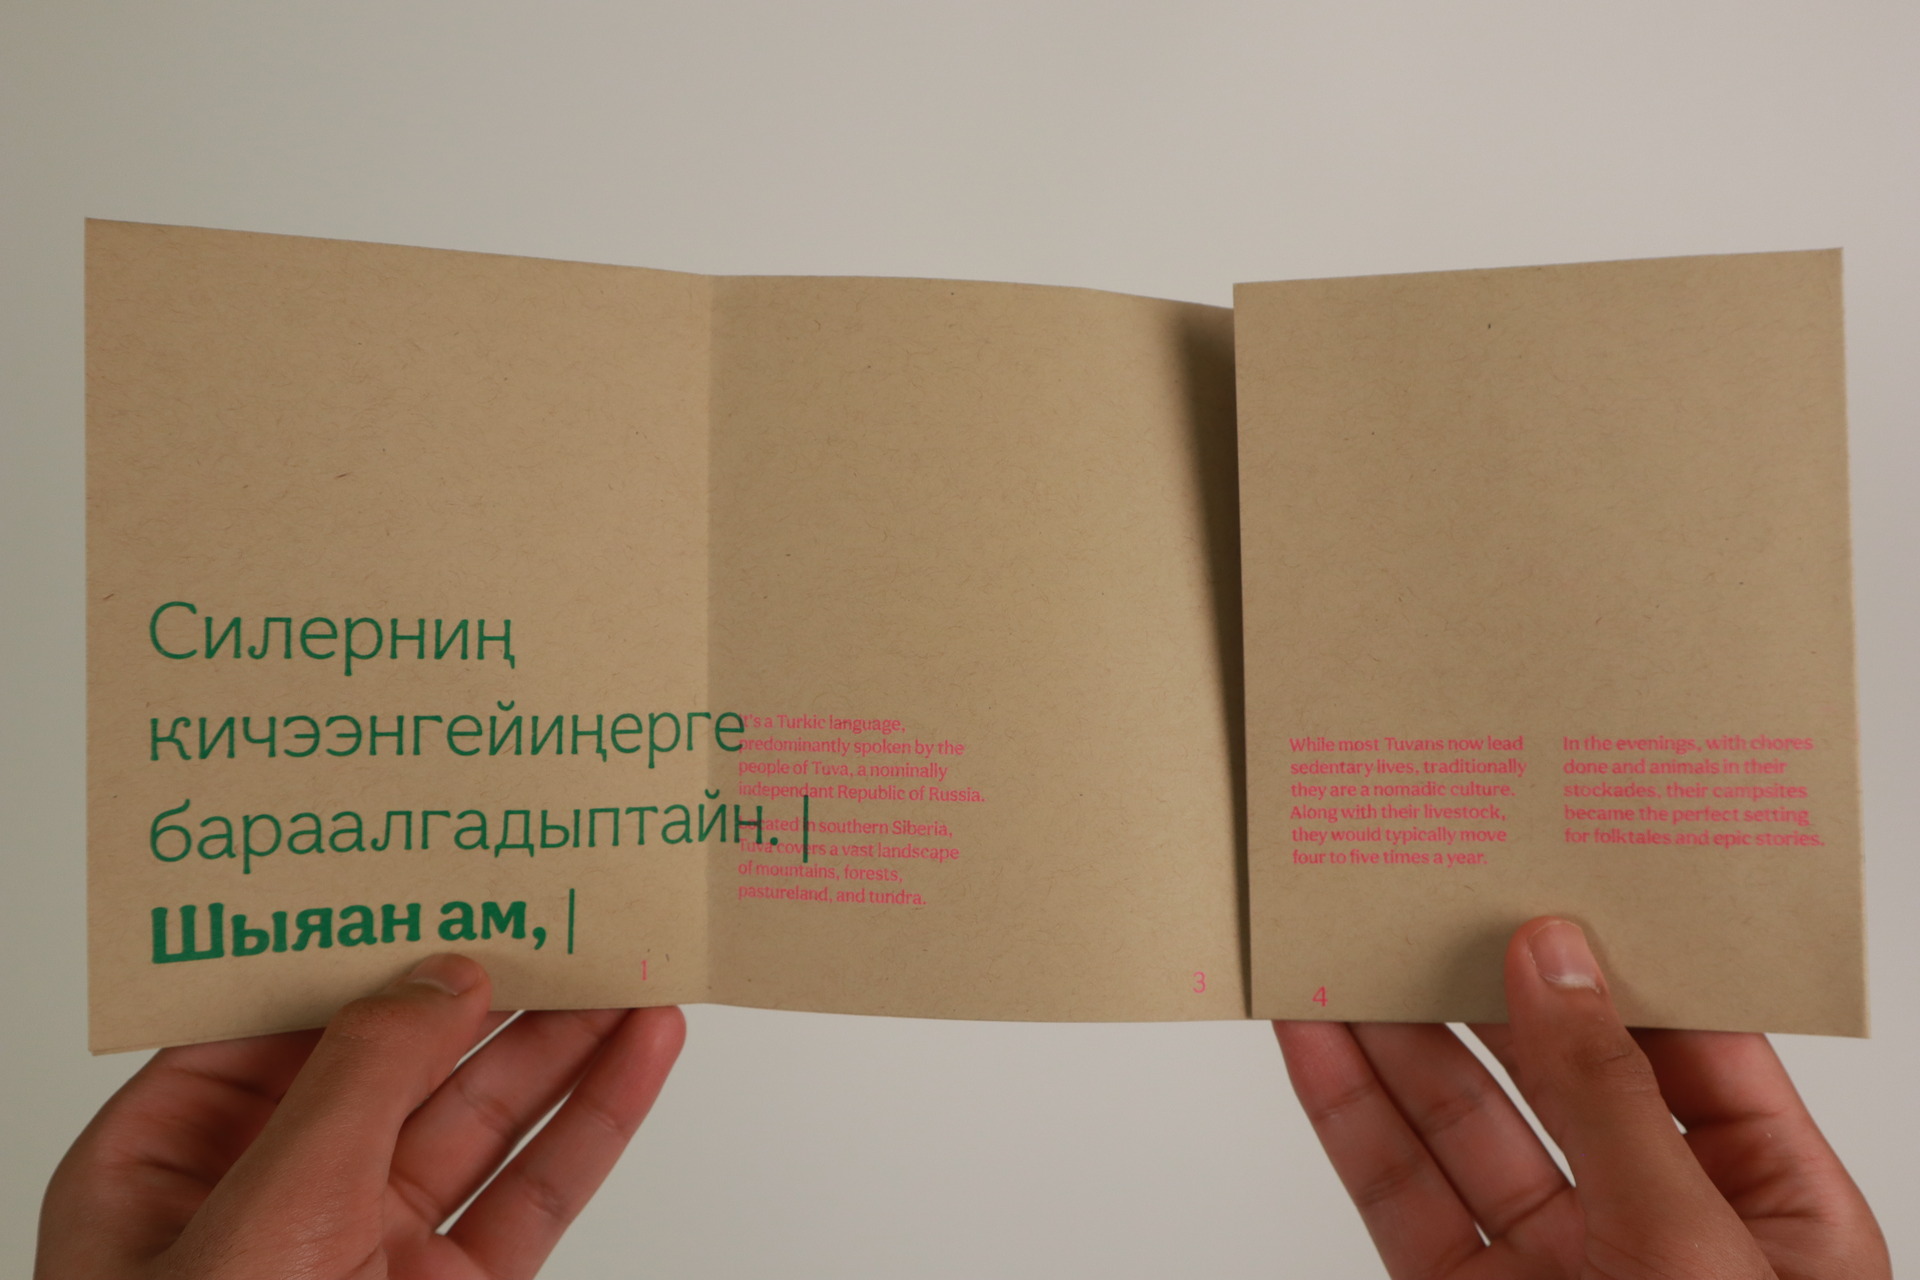 Силерниң
кичээнгейиңерге
бараалгадыптайн. |
Шыяан ам, |
1
It's a Turkic language,
predominantly spoken by the
people of Tuva, a nominally
independant Republic of Russia.
Located in southern Siberia,
Tuva covers a vast landscape
of mountains, forests,
pastureland, and tundra.
3
While most Tuvans now lead
sedentary lives, traditionally
they are a nomadic culture.
Along with their livestock,
they would typically move
four to five times a year.
In the evenings, with chores
done and animals in their
stockades, their campsites
became the perfect setting
for folktales and epic stories.
4